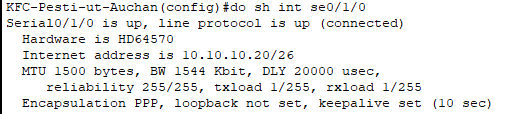 KFC-Pesti-ut-Auchan(config)#do sh int se0/1/0
Serial0/1/0 is up, line protocol is up (connected)
Hardware is HD64570
Internet address is 10.10.10.20/26
MTU 1500 bytes, BW 1544 Kbit, DLY 20000 usec,
reliability 255/255, txload 1/255, rxload 1/255
Encapsulation PPP, loopback not set, keepalive set (10 sec)